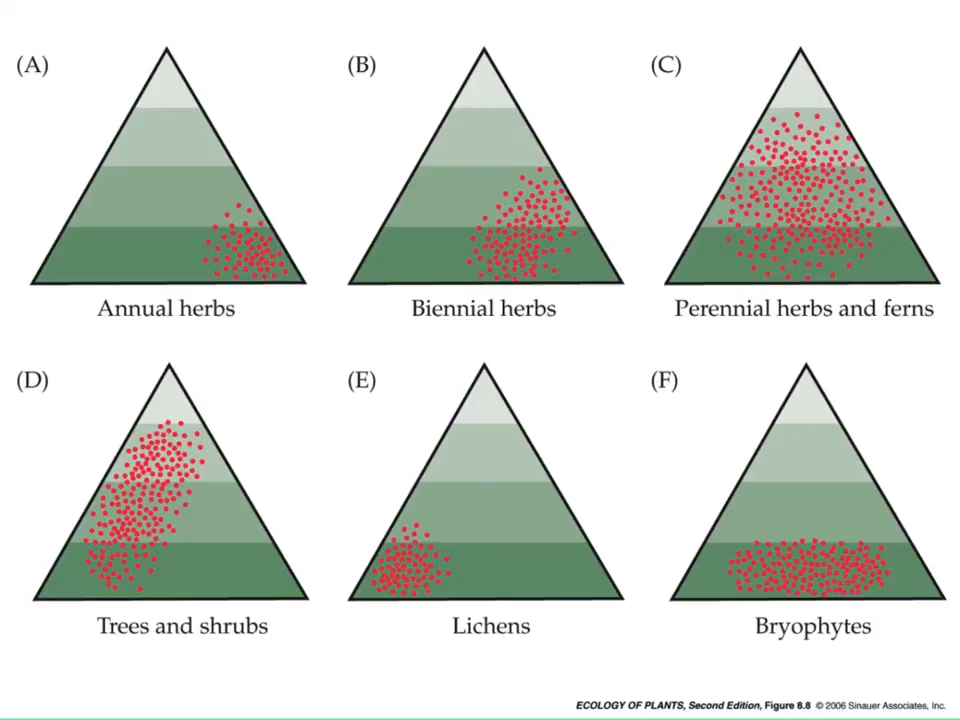 (A)
(B)
(C)
Annual herbs
Biennial herbs
Perennial herbs and ferns
(D)
(E)
(F)
Trees and shrubs
Lichens
Bryophytes
ECOLOGY OF PLANTS, Second Edition, Figure 8.8 © 2006 Sinauer Associates, Inc.